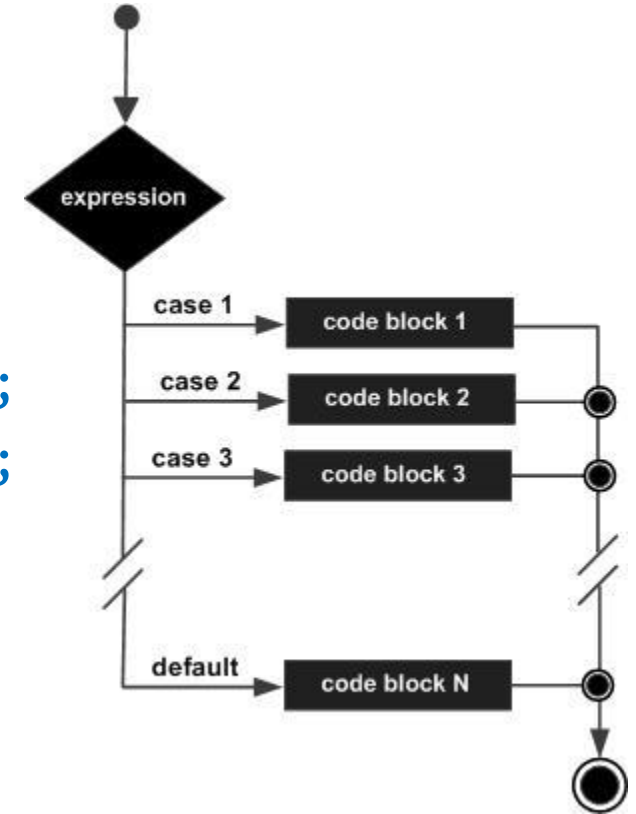 expression
case 1
code block 1
;
case 2
code block 2
;
case 3
code block 3
default
code block N